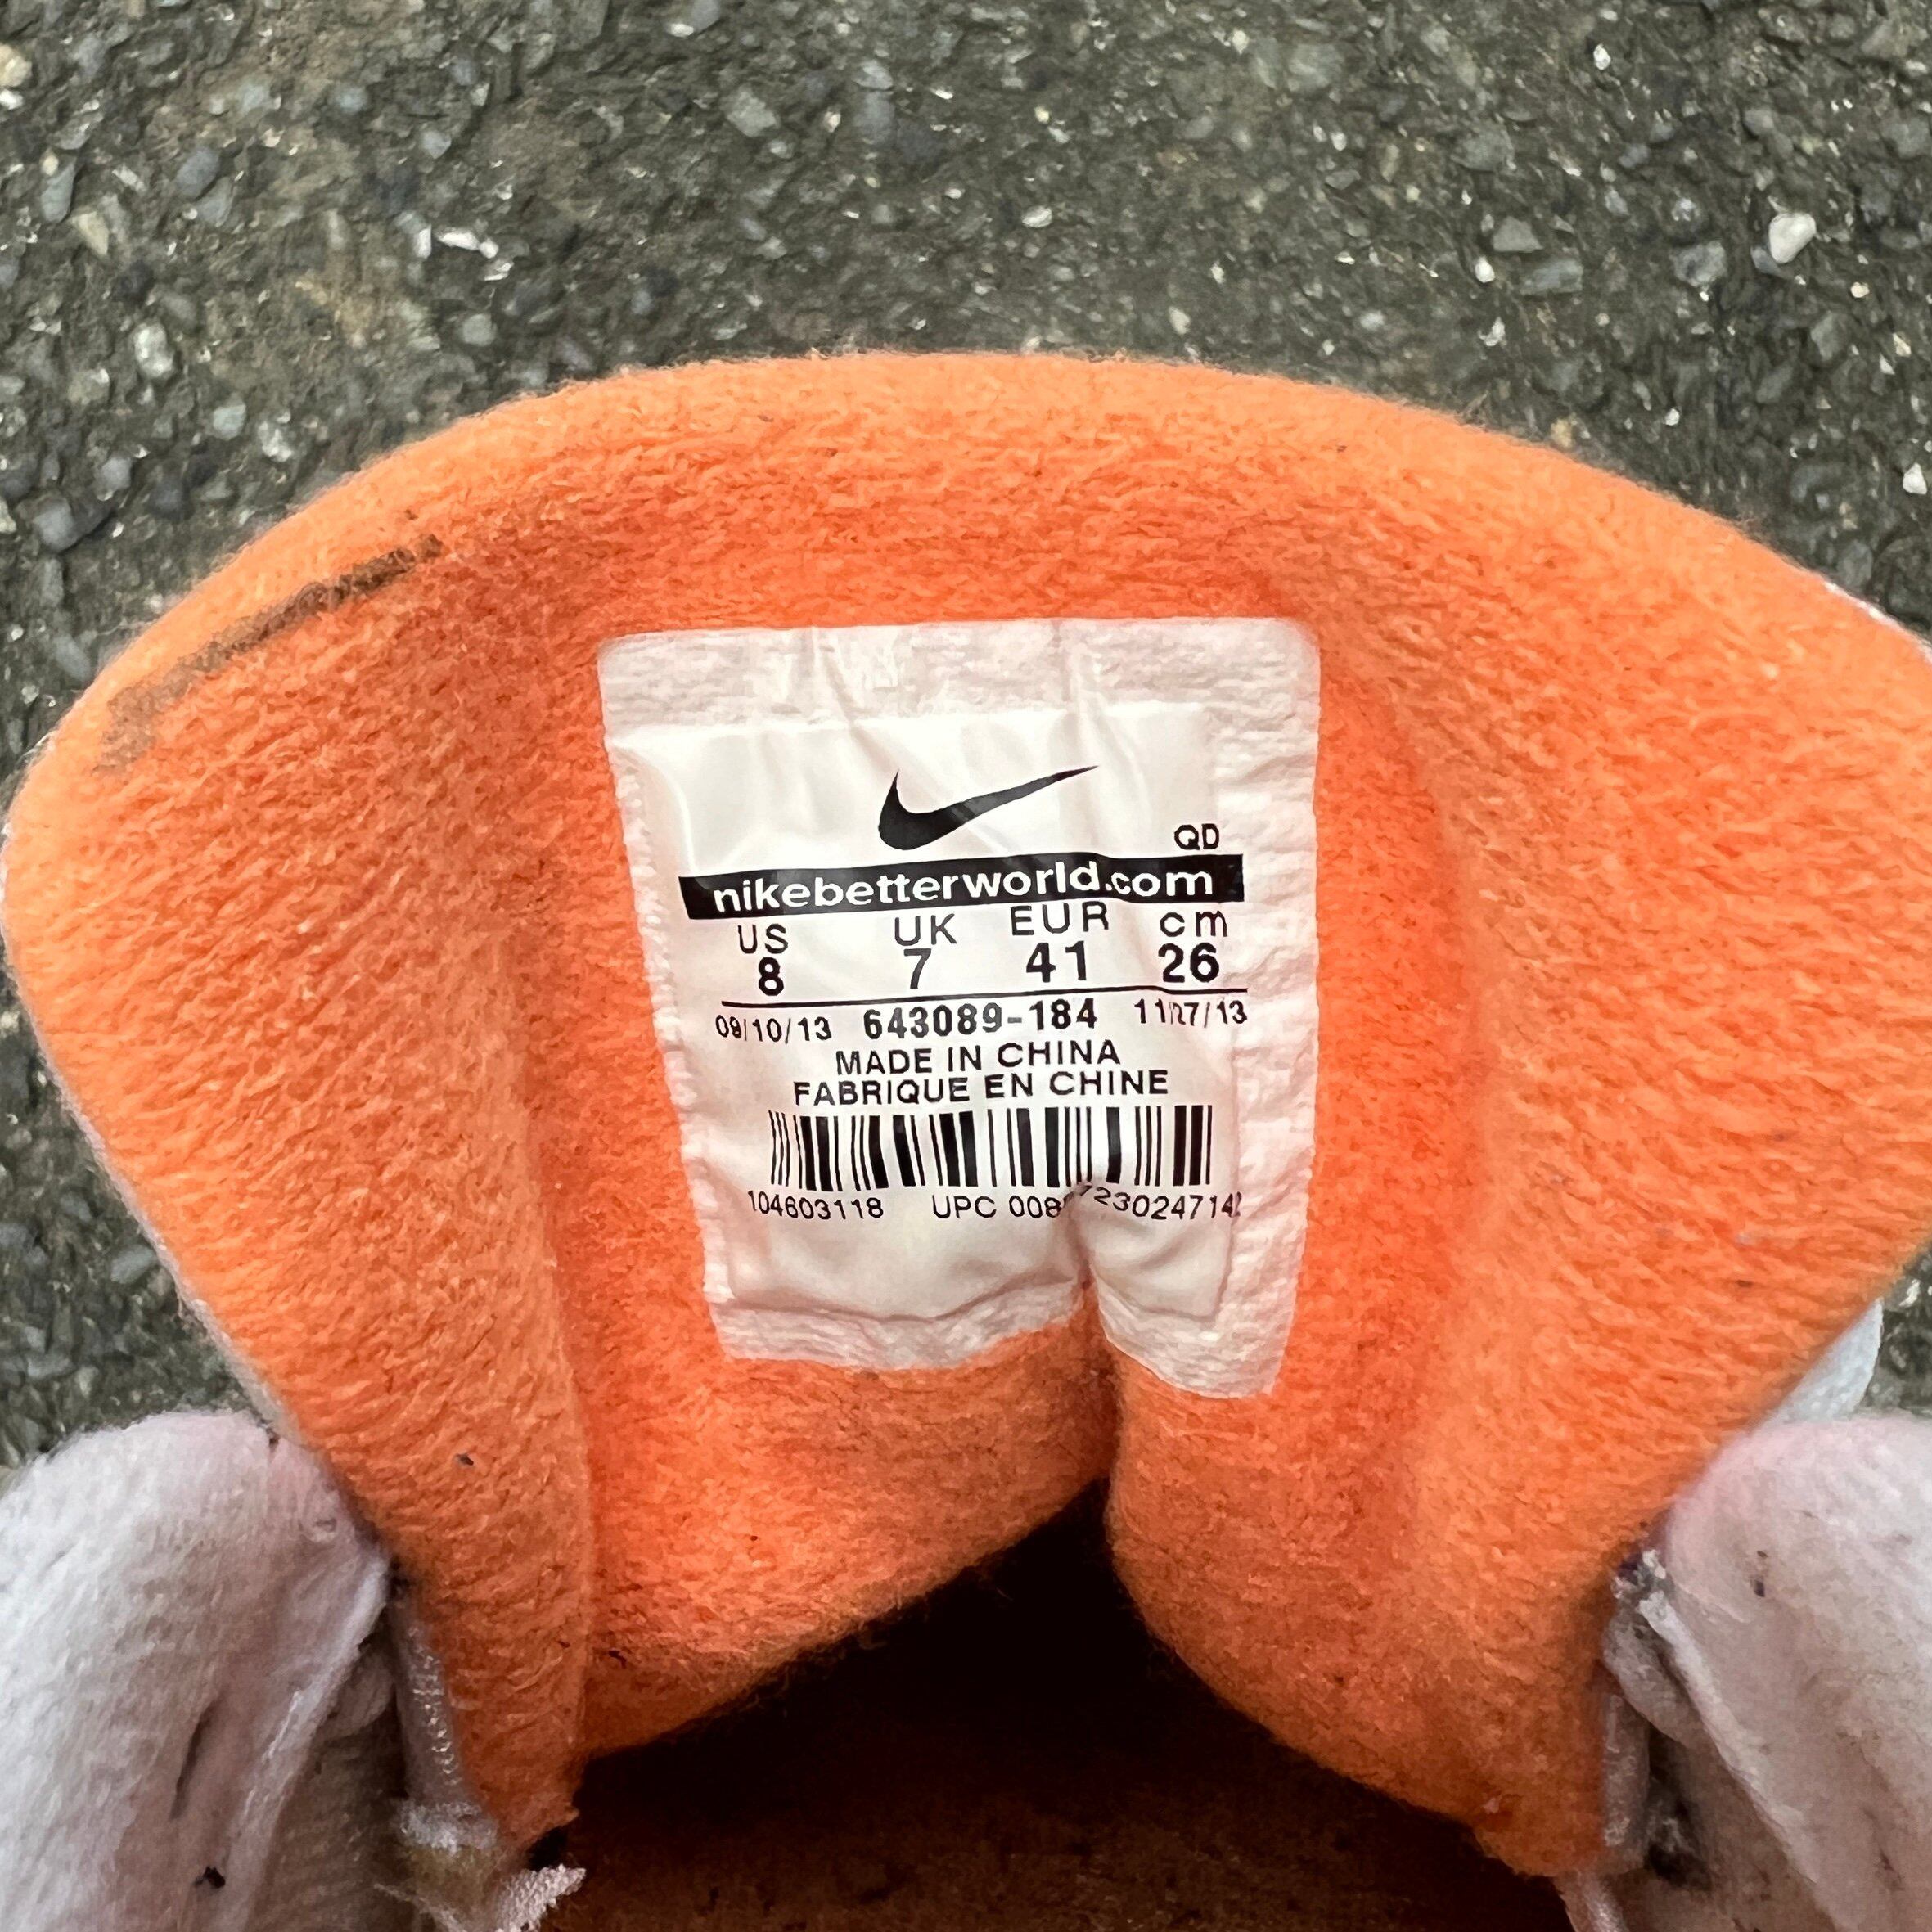 QD
nikebetterworld.com
US UK EUR cm
8 7 41 26
09/10/13 643089-184 11/27/13
MADE IN CHINA
FABRIQUE EN CHINE
104603118 UPC